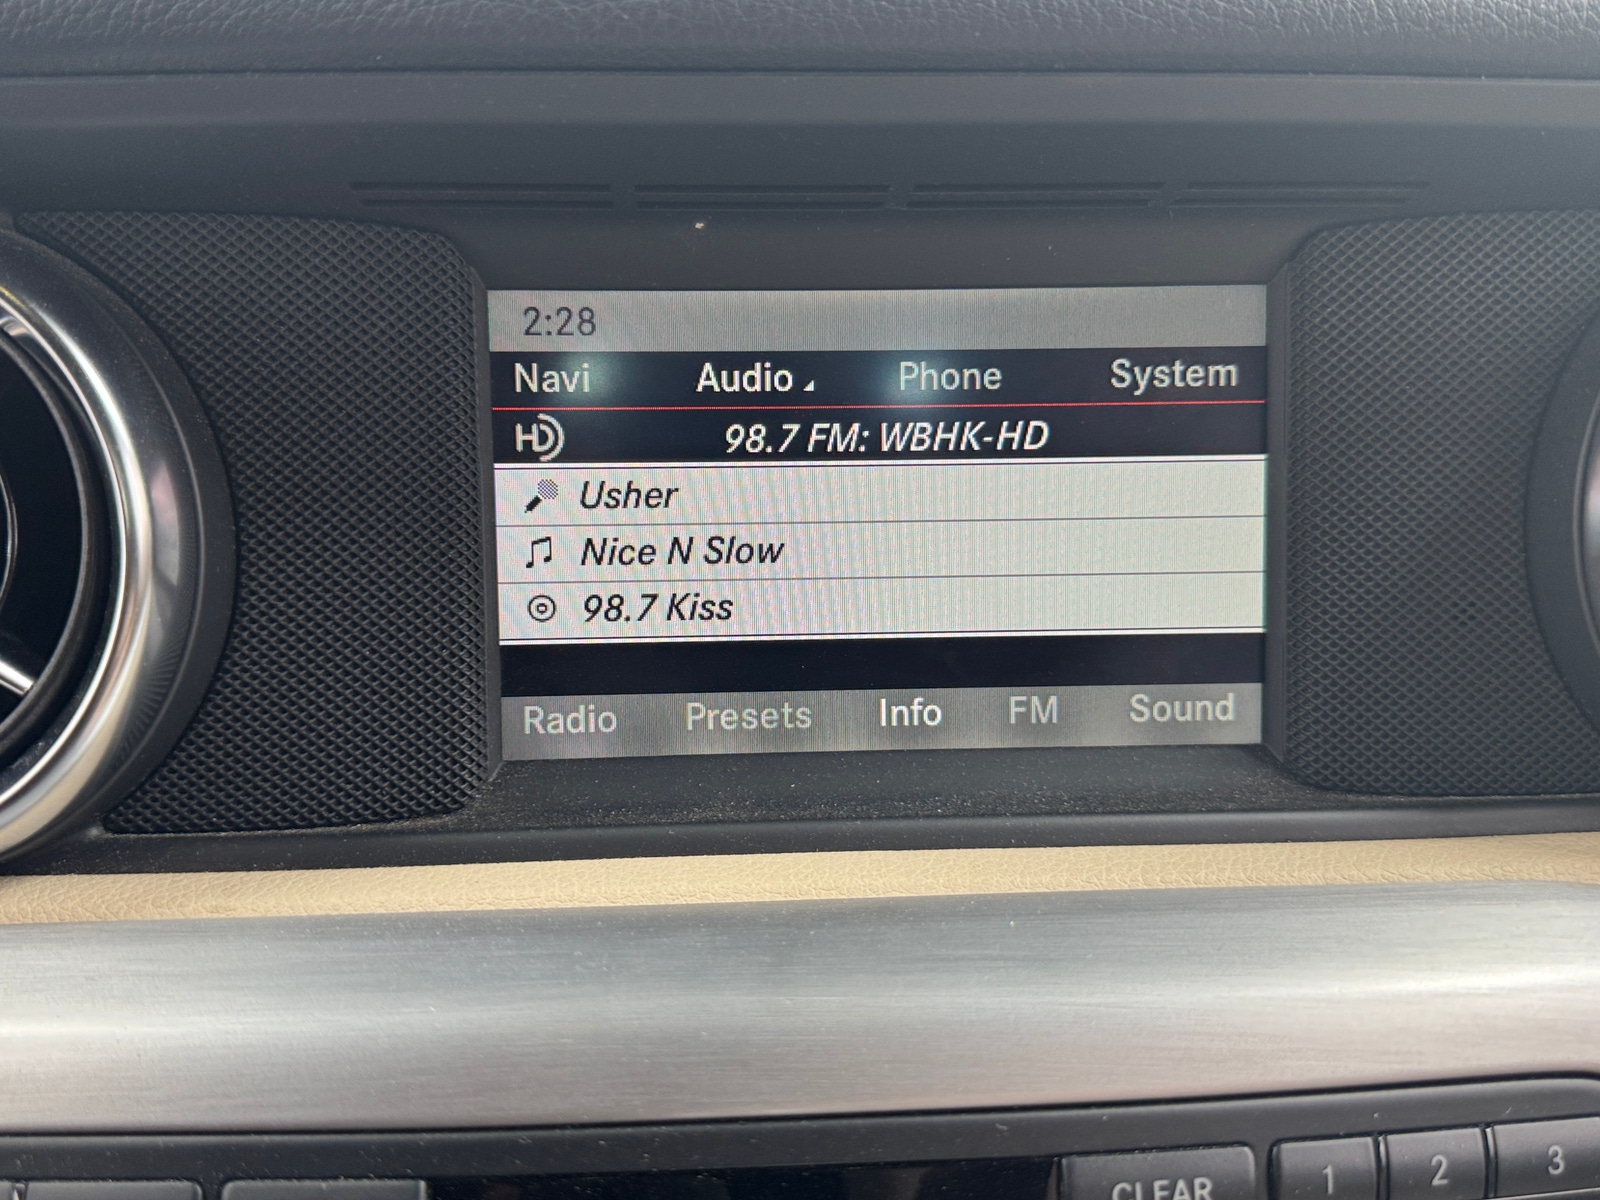 2:28
Navi Audio Phone System
HD 98.7 FM: WBHK-HD
Usher
Nice N Slow
98.7 Kiss
Radio Presets Info FM Sound
CLEAR 1 2 3